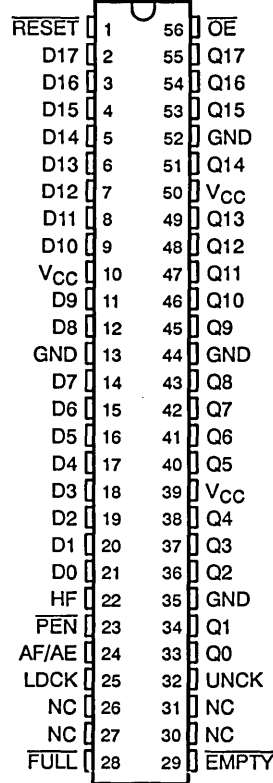 RESET 1 56 OE
D17 2 55 Q17
D16 3 54 Q16
D15 4 53 Q15
D14 5 52 GND
D13 6 51 Q14
D12 7 50 VCC
D11 8 49 Q13
D10 9 48 Q12
VCC 10 47 Q11
D9 11 46 Q10
D8 12 45 Q9
GND 13 44 GND
D7 14 43 Q8
D6 15 42 Q7
D5 16 41 Q6
D4 17 40 Q5
D3 18 39 VCC
D2 19 38 Q4
D1 20 37 Q3
D0 21 36 Q2
HF 22 35 GND
PEN 23 34 Q1
AF/AE 24 33 Q0
LDCK 25 32 UNCK
NC 26 31 NC
NC 27 30 NC
FULL 28 29 EMPTY